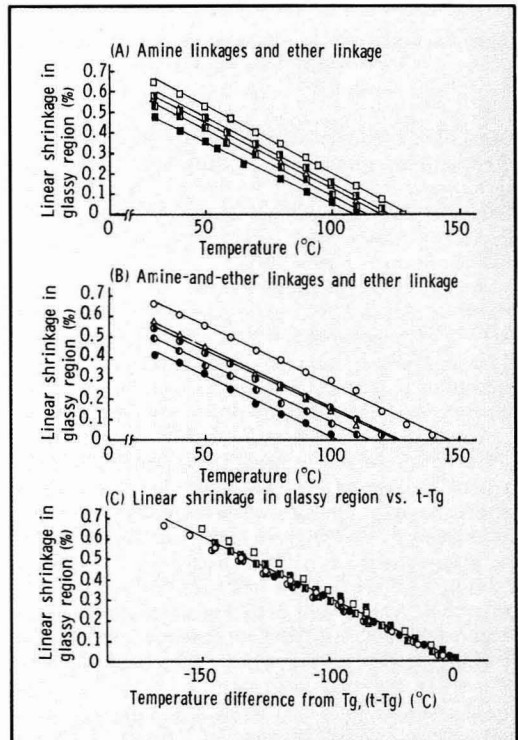 (A) Amine linkages and ether linkage
Linear shrinkage in
glassy region (%)
0.7
0.6
0.5
0.4
0.3
0.2
0.1
0
0 50 100 150
Temperature (°C)
(B) Amine-and-ether linkages and ether linkage
Linear shrinkage in
glassy region (%)
0.7
0.6
0.5
0.4
0.3
0.2
0.1
0
0 50 100 150
Temperature (°C)
(C) Linear shrinkage in glassy region vs. t-Tg
Linear shrinkage in
glassy region (%)
0.7
0.6
0.5
0.4
0.3
0.2
0.1
0
-150 -100 0
Temperature difference from Tg, (t-Tg) (°C)